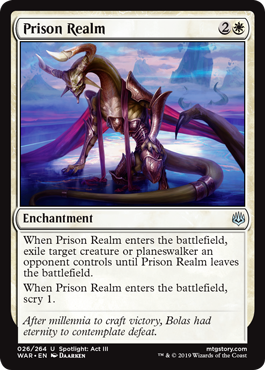 Prison Realm 2
Enchantment
When Prison Realm enters the battlefield,
exile target creature or planeswalker an
opponent controls until Prison Realm leaves
the battlefield.
When Prison Realm enters the battlefield,
scry 1.
After millennia to craft victory, Bolas had
eternity to contemplate defeat.
026/264 U Spotlight: Act III mtgstory.com
WAR • EN DAARKEN ™ & © 2019 Wizards of the Coast